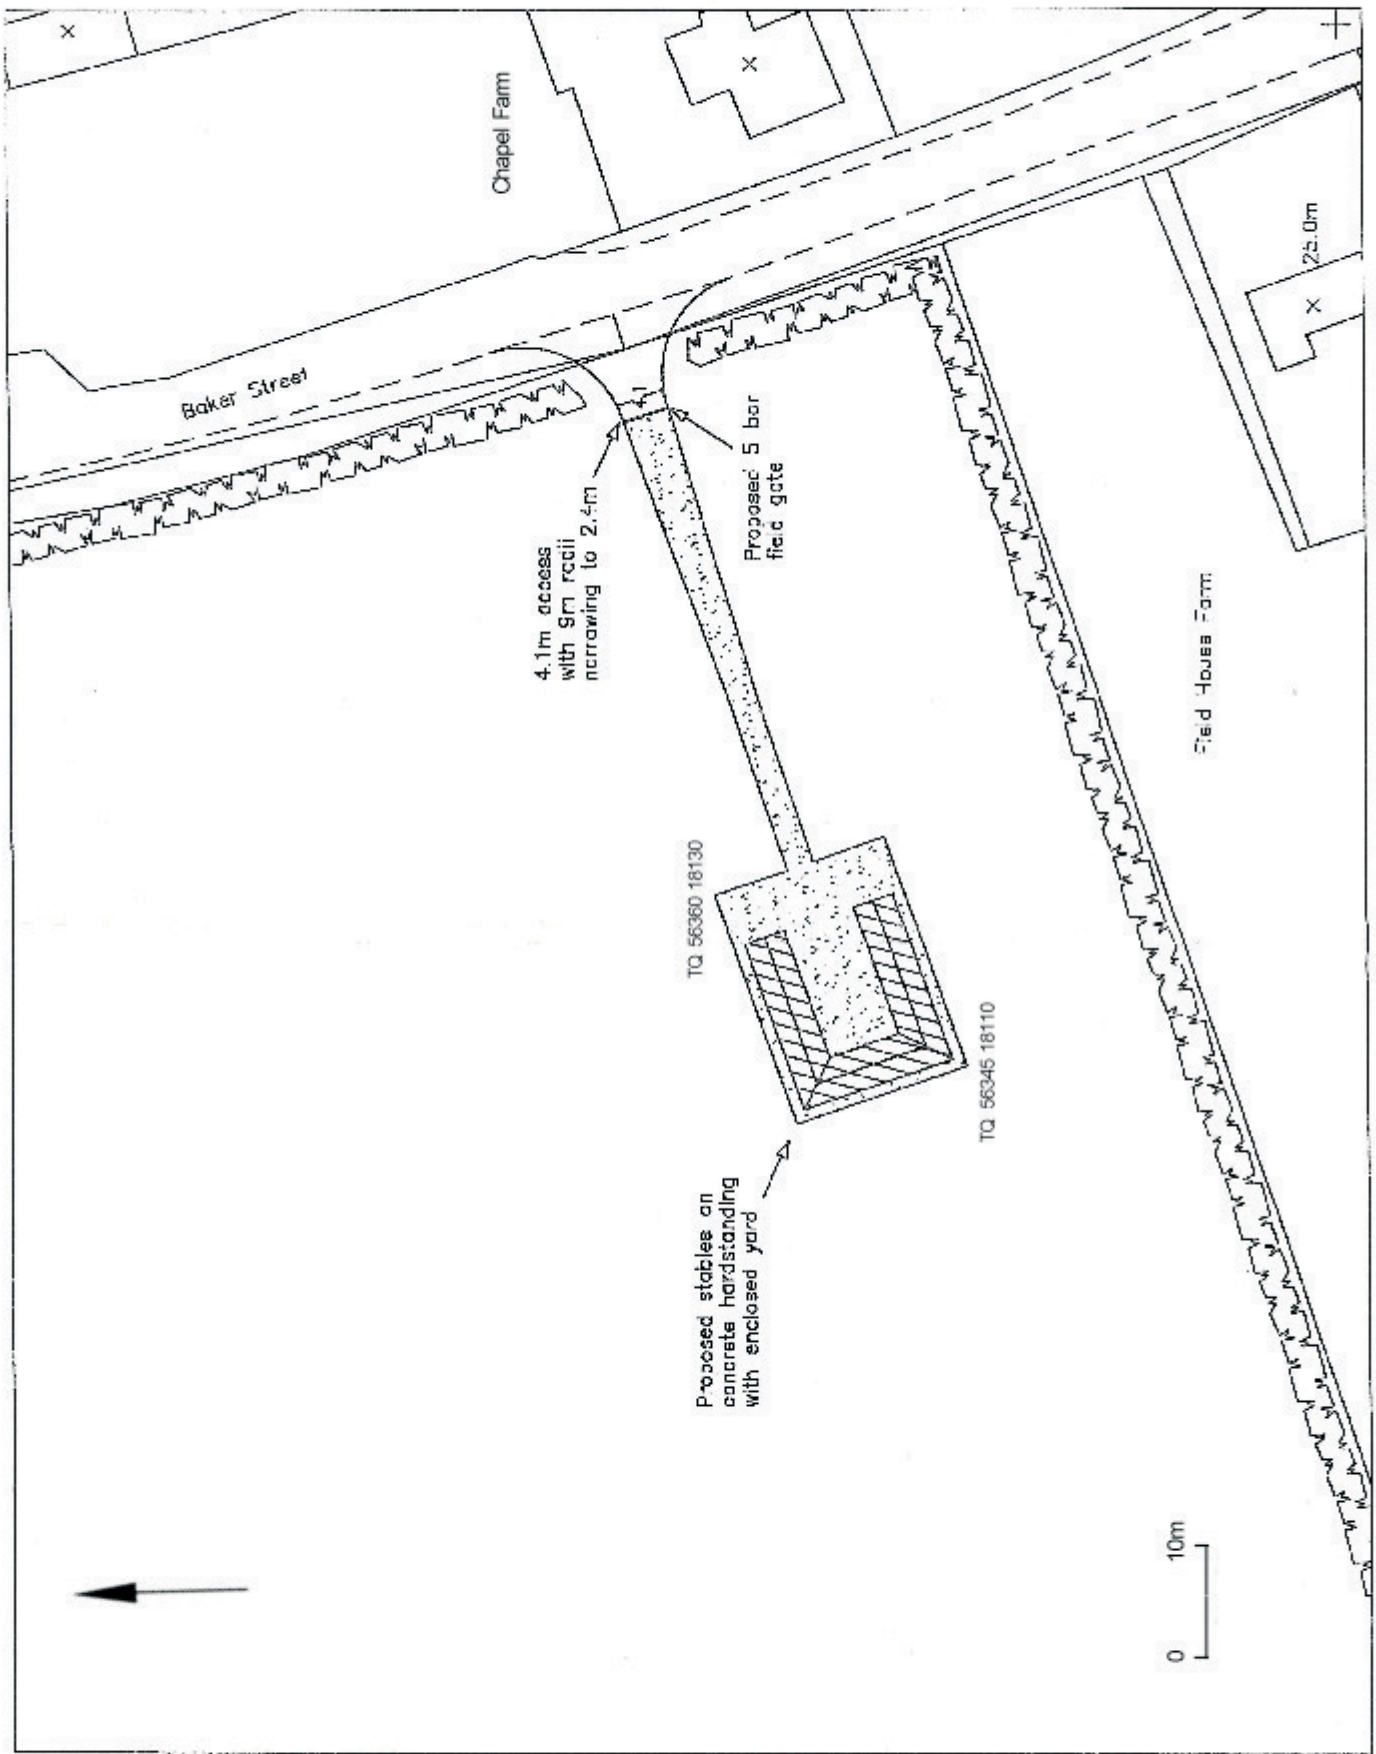 Chapel Farm
Baker Street
4.1m access
with 9m radii
narrowing to 2.4m
Proposed 5 bar
field gate
TQ 56360 18130
TQ 56345 18110
Proposed stables on
concrete hardstanding
with enclosed yard
Field House Farm
25.0m
0 10m